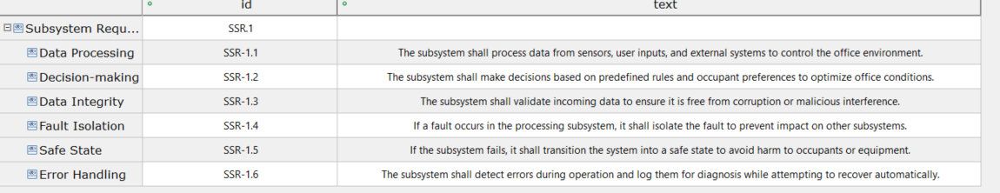 id text
Subsystem Requ... SSR.1
Data Processing SSR-1.1 The subsystem shall process data from sensors, user inputs, and external systems to control the office environment.
Decision-making SSR-1.2 The subsystem shall make decisions based on predefined rules and occupant preferences to optimize office conditions.
Data Integrity SSR-1.3 The subsystem shall validate incoming data to ensure it is free from corruption or malicious interference.
Fault Isolation SSR-1.4 If a fault occurs in the processing subsystem, it shall isolate the fault to prevent impact on other subsystems.
Safe State SSR-1.5 If the subsystem fails, it shall transition the system into a safe state to avoid harm to occupants or equipment.
Error Handling SSR-1.6 The subsystem shall detect errors during operation and log them for diagnosis while attempting to recover automatically.